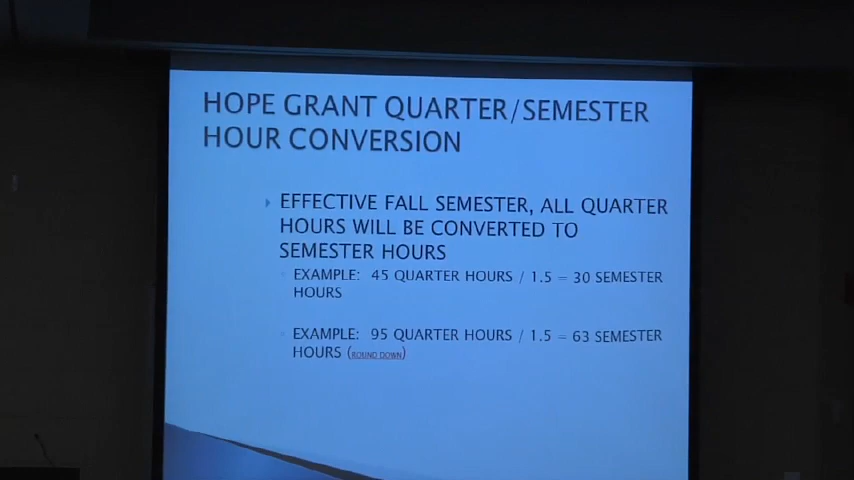 HOPE GRANT QUARTER/SEMESTER
HOUR CONVERSION
EFFECTIVE FALL SEMESTER, ALL QUARTER
HOURS WILL BE CONVERTED TO
SEMESTER HOURS
EXAMPLE: 45 QUARTER HOURS / 1.5 = 30 SEMESTER
HOURS
EXAMPLE: 95 QUARTER HOURS / 1.5 = 63 SEMESTER
HOURS (ROUND DOWN)